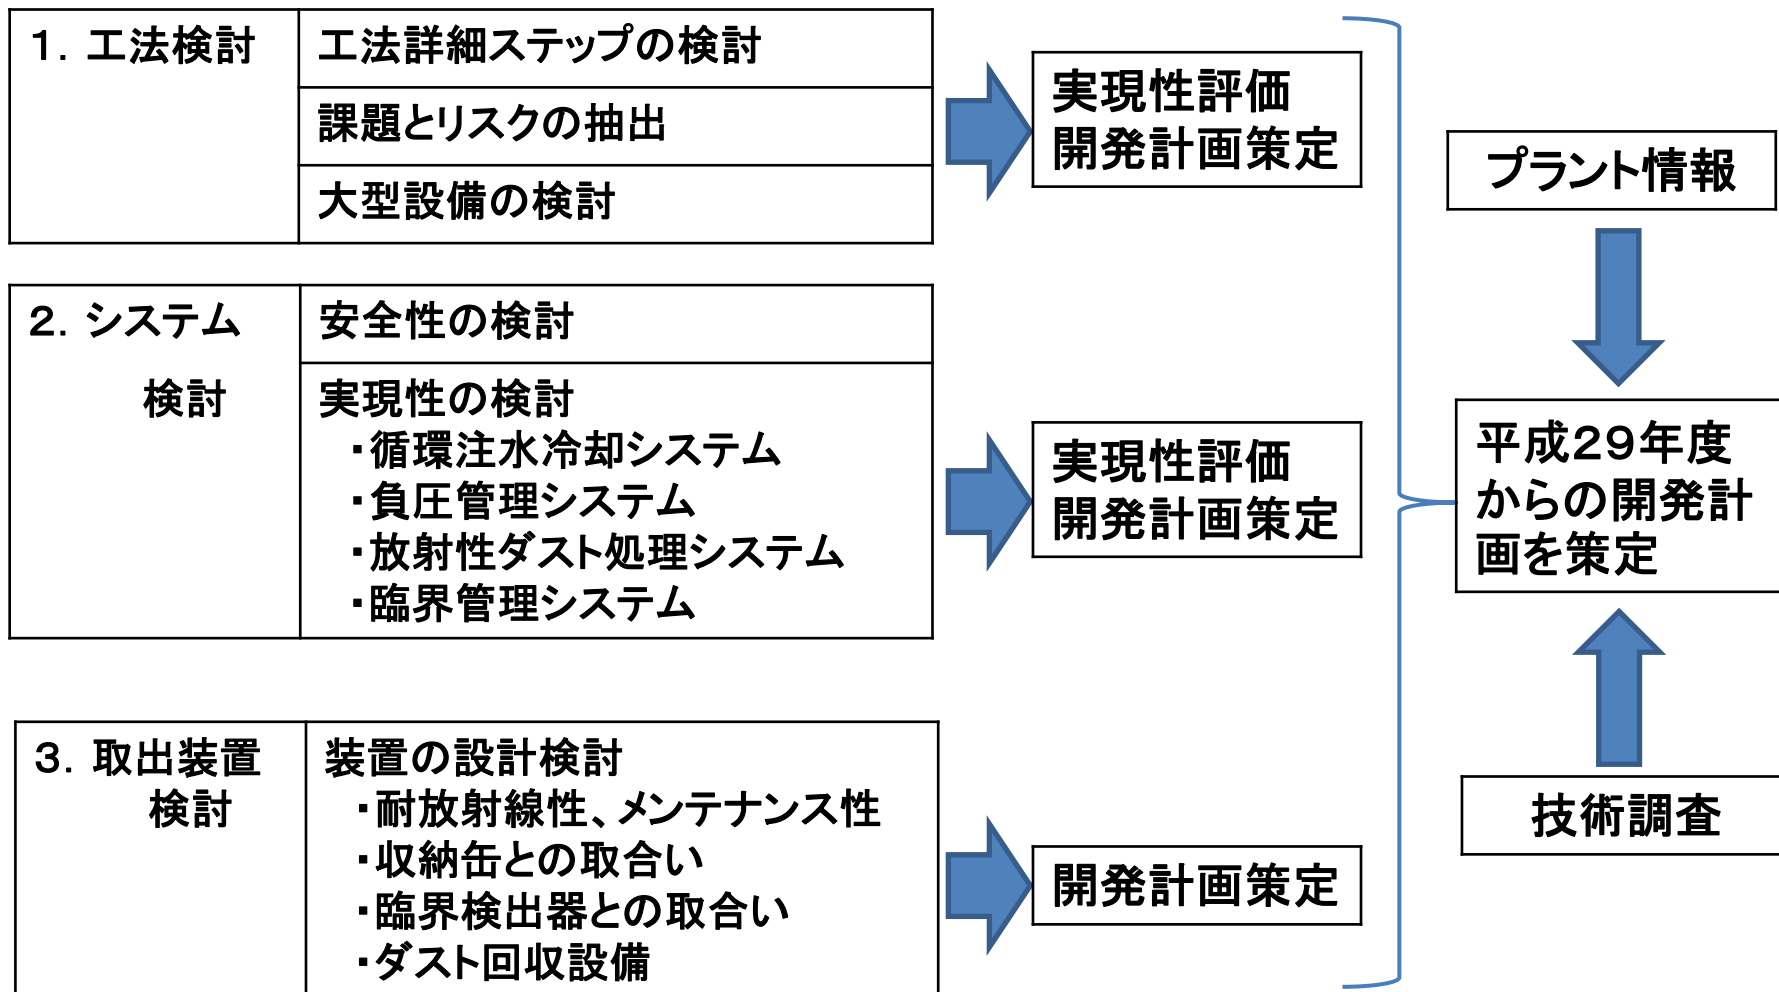 1. 工法検討
工法詳細ステップの検討
課題とリスクの抽出
大型設備の検討
実現性評価
開発計画策定
2. システム
検討
安全性の検討
実現性の検討
・循環注水冷却システム
・負圧管理システム
・放射性ダスト処理システム
・臨界管理システム
実現性評価
開発計画策定
3. 取出装置
検討
装置の設計検討
・耐放射線性、メンテナンス性
・収納缶との取合い
・臨界検出器との取合い
・ダスト回収設備
開発計画策定
プラント情報
平成29年度
からの開発計
画を策定
技術調査